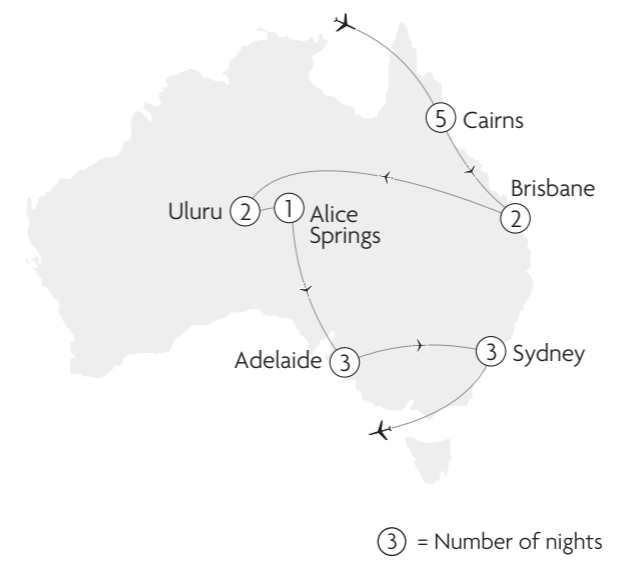 5 Cairns
Brisbane
2
Uluru 2
1 Alice
Springs
Adelaide 3
3 Sydney
3 = Number of nights